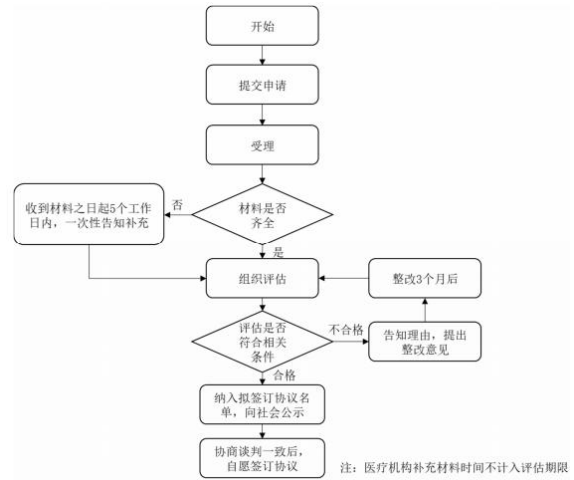 开始
提交申请
受理
材料是否
齐全
否
收到材料之日起5个工作
日内，一次性告知补充
是
组织评估
整改3个月后
评估是否
符合相关
条件
不合格
告知理由，提出
整改意见
合格
纳入拟签订协议名
单，向社会公示
协商谈判一致后，
自愿签订协议
注：医疗机构补充材料时间不计入评估期限